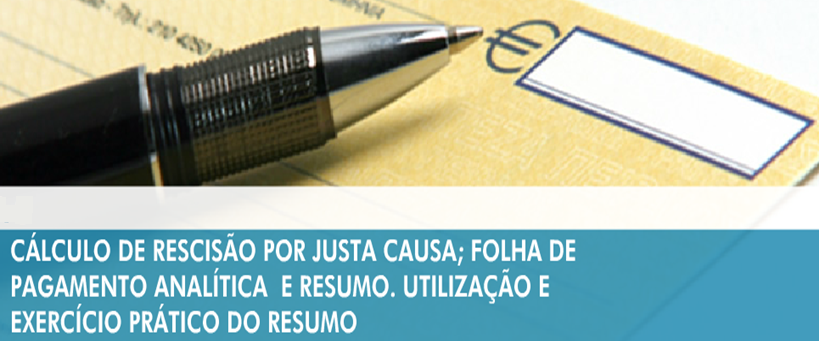 CÁLCULO DE RESCISÃO POR JUSTA CAUSA; FOLHA DE
PAGAMENTO ANALÍTICA E RESUMO. UTILIZAÇÃO E
EXERCÍCIO PRÁTICO DO RESUMO